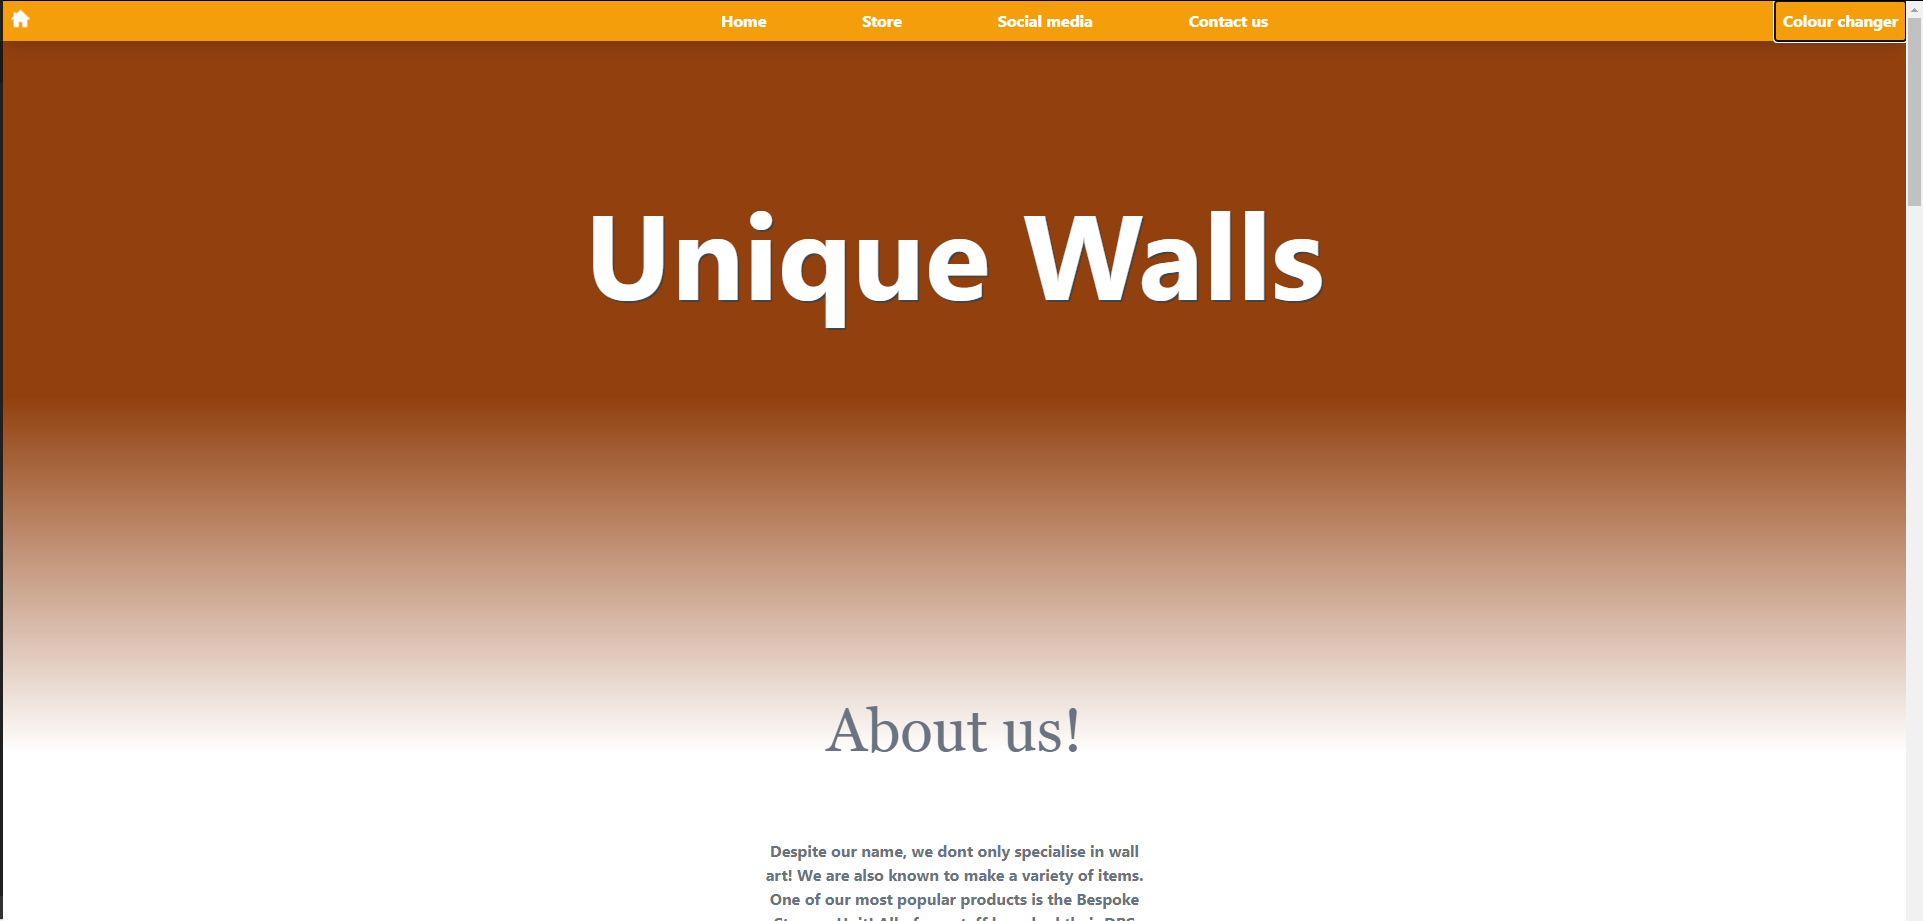 Home Store Social media Contact us Colour changer
Unique Walls
About us!
Despite our name, we dont only specialise in wall
art! We are also known to make a variety of items.
One of our most popular products is the Bespoke